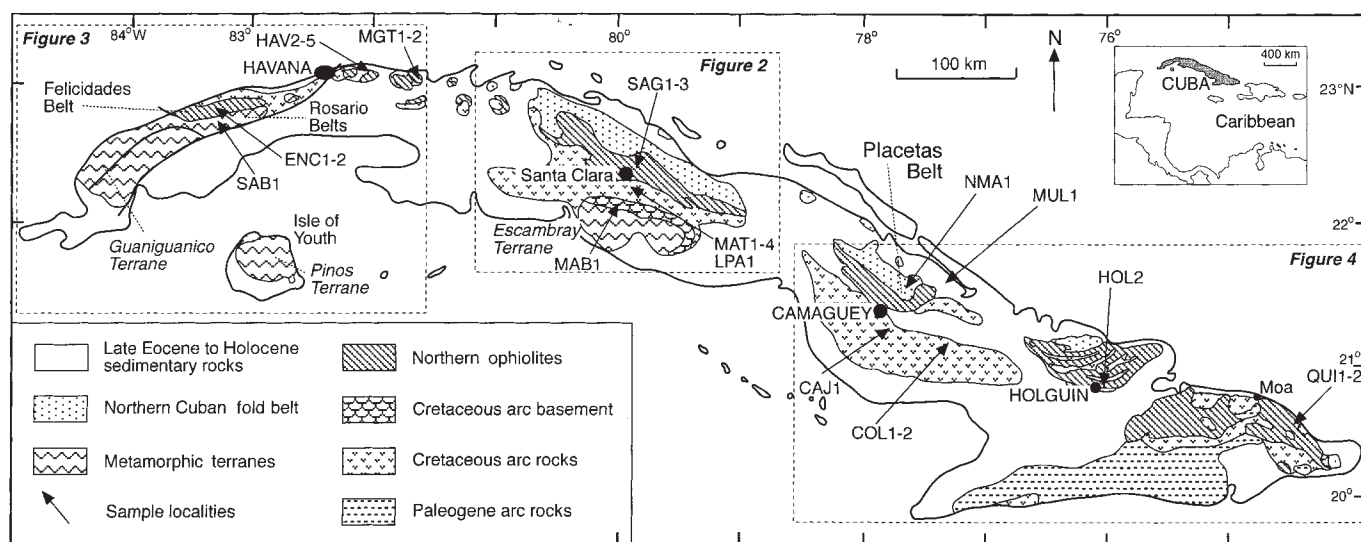 Figure 3
84°W
83°
HAV2-5
MGT1-2
HAVANA
Felicidades
Belt
Rosario
Belts
ENC1-2
SAB1
Guaniguanico
Terrane
Isle of
Youth
Pinos
Terrane
80°
Figure 2
SAG1-3
Santa Clara
Escambray
Terrane
MAB1
MAT1-4
LPA1
100 km
78°
N
76°
400 km
CUBA
Caribbean
23°N
22°
Placetas
Belt
NMA1
MUL1
Figure 4
HOL2
CAMAGUEY
CAJ1
COL1-2
HOLGUIN
Moa
21°
QUI1-2
20°
Late Eocene to Holocene
sedimentary rocks
Northern Cuban fold belt
Metamorphic terranes
Sample localities
Northern ophiolites
Cretaceous arc basement
Cretaceous arc rocks
Paleogene arc rocks